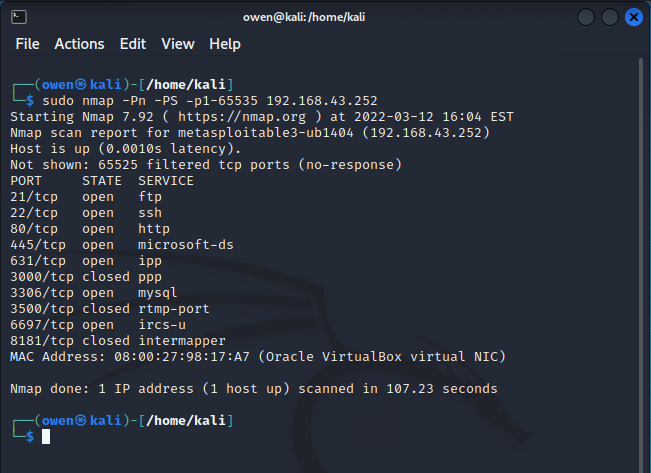 owen@kali: /home/kali
File Actions Edit View Help
┌──(owen㉿kali)-[/home/kali]
└─$ sudo nmap -Pn -PS -p1-65535 192.168.43.252
Starting Nmap 7.92 ( https://nmap.org ) at 2022-03-12 16:04 EST
Nmap scan report for metasploitable3-ub1404 (192.168.43.252)
Host is up (0.0010s latency).
Not shown: 65525 filtered tcp ports (no-response)
PORT     STATE  SERVICE
21/tcp   open   ftp
22/tcp   open   ssh
80/tcp   open   http
445/tcp  open   microsoft-ds
631/tcp  open   ipp
3000/tcp closed ppp
3306/tcp open   mysql
3500/tcp closed rtmp-port
6697/tcp open   ircs-u
8181/tcp closed intermapper
MAC Address: 08:00:27:98:17:A7 (Oracle VirtualBox virtual NIC)
Nmap done: 1 IP address (1 host up) scanned in 107.23 seconds
┌──(owen㉿kali)-[/home/kali]
└─$